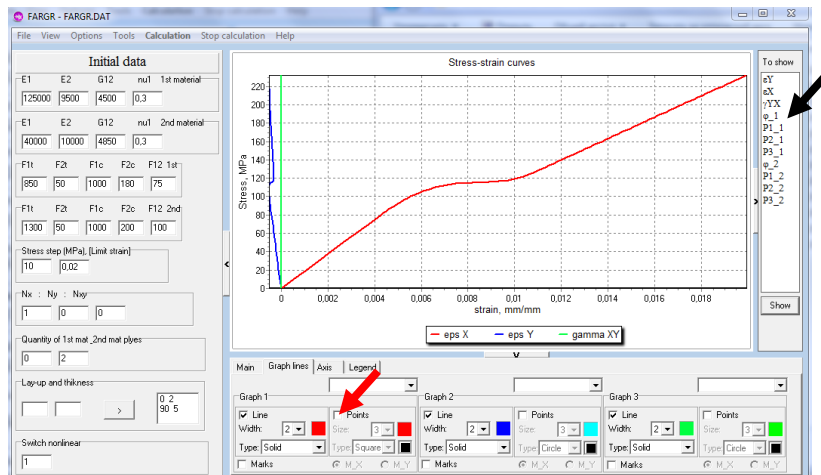 FARGR - FARGR.DAT
File View Options Tools Calculation Stop calculation Help
Initial data
E1 E2 G12 nu1 1st material
125000 9500 4500 0,3
E1 E2 G12 nu1 2nd material
40000 10000 4850 0,3
F1t F2t F1c F2c F12 1st
850 50 1000 180 75
F1t F2t F1c F2c F12 2nd
1300 50 1000 200 100
Stress step (MPa), [Limit strain]
10 0,02
Nx : Ny : Nxy
1 0 0
Quantity of 1st mat _2nd mat plyes
0 2
Lay-up and thikness
> 0 2
90 5
Switch nonlinear
1
<
Stress-strain curves
Stress, MPa
220
200
180
160
140
120
100
80
60
40
20
0
0 0,002 0,004 0,006 0,008 0,01 0,012 0,014 0,016 0,018
strain, mm/mm
eps X eps Y gamma XY
>
To show
εY
εX
γYX
φ_1
P1_1
P2_1
P3_1
φ_2
P1_2
P2_2
P3_2
Show
v
Main Graph lines Axis Legend
Graph 1 Graph 2 Graph 3
Line Points Line Points Line Points
Width: 2 Size: 3 Width: 2 Size: 3 Width: 2 Size: 3
Type: Solid Type: Square Type: Solid Type: Circle Type: Solid Type: Circle
Marks M_X M_Y Marks M_X M_Y Marks M_X M_Y